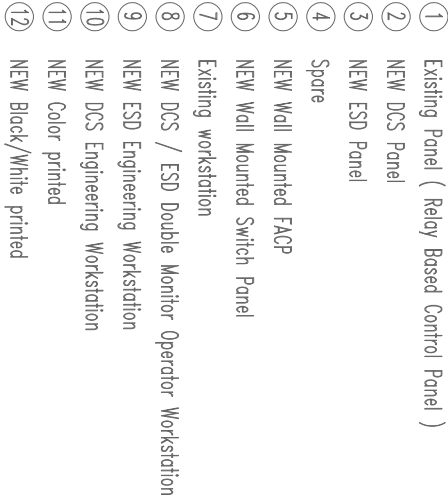 ① Existing Panel ( Relay Based Control Panel )
② NEW DCS Panel
③ NEW ESD Panel
④ Spare
⑤ NEW Wall Mounted FACP
⑥ NEW Wall Mounted Switch Panel
⑦ Existing workstation
⑧ NEW DCS / ESD Double Monitor Operator Workstation
⑨ NEW ESD Engineering Workstation
⑩ NEW DCS Engineering Workstation
⑪ NEW Color printed
⑫ NEW Black/White printed